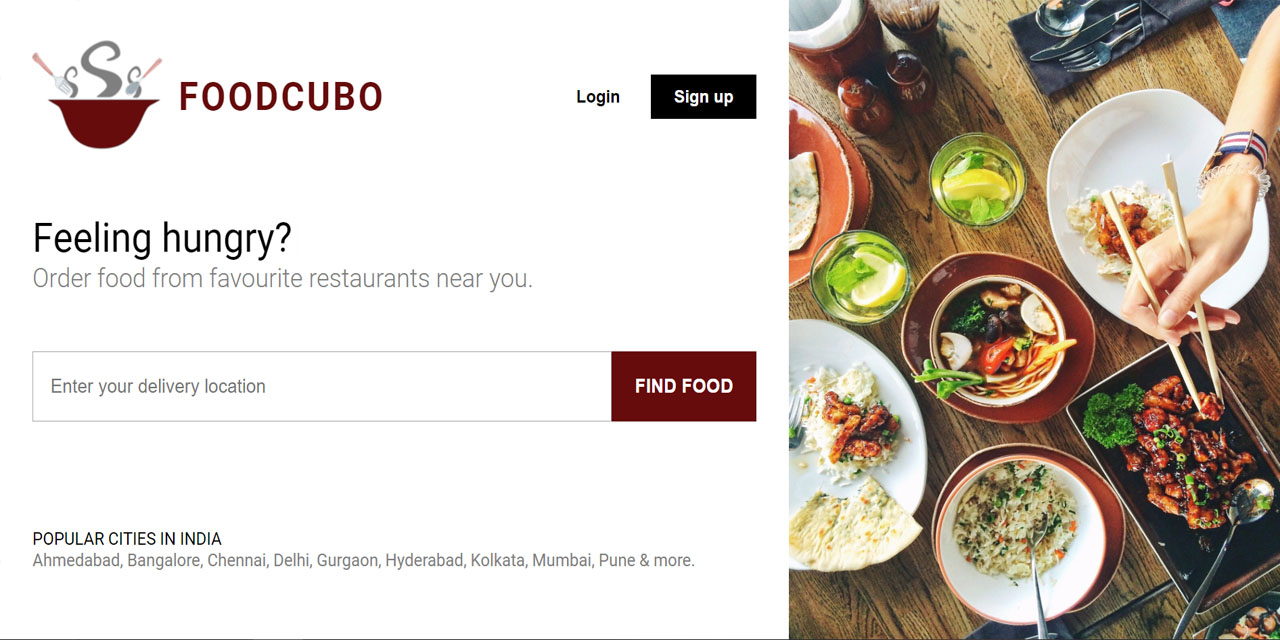 FOODCUBO
Login
Sign up
Feeling hungry?
Order food from favourite restaurants near you.
Enter your delivery location
FIND FOOD
POPULAR CITIES IN INDIA
Ahmedabad, Bangalore, Chennai, Delhi, Gurgaon, Hyderabad, Kolkata, Mumbai, Pune & more.